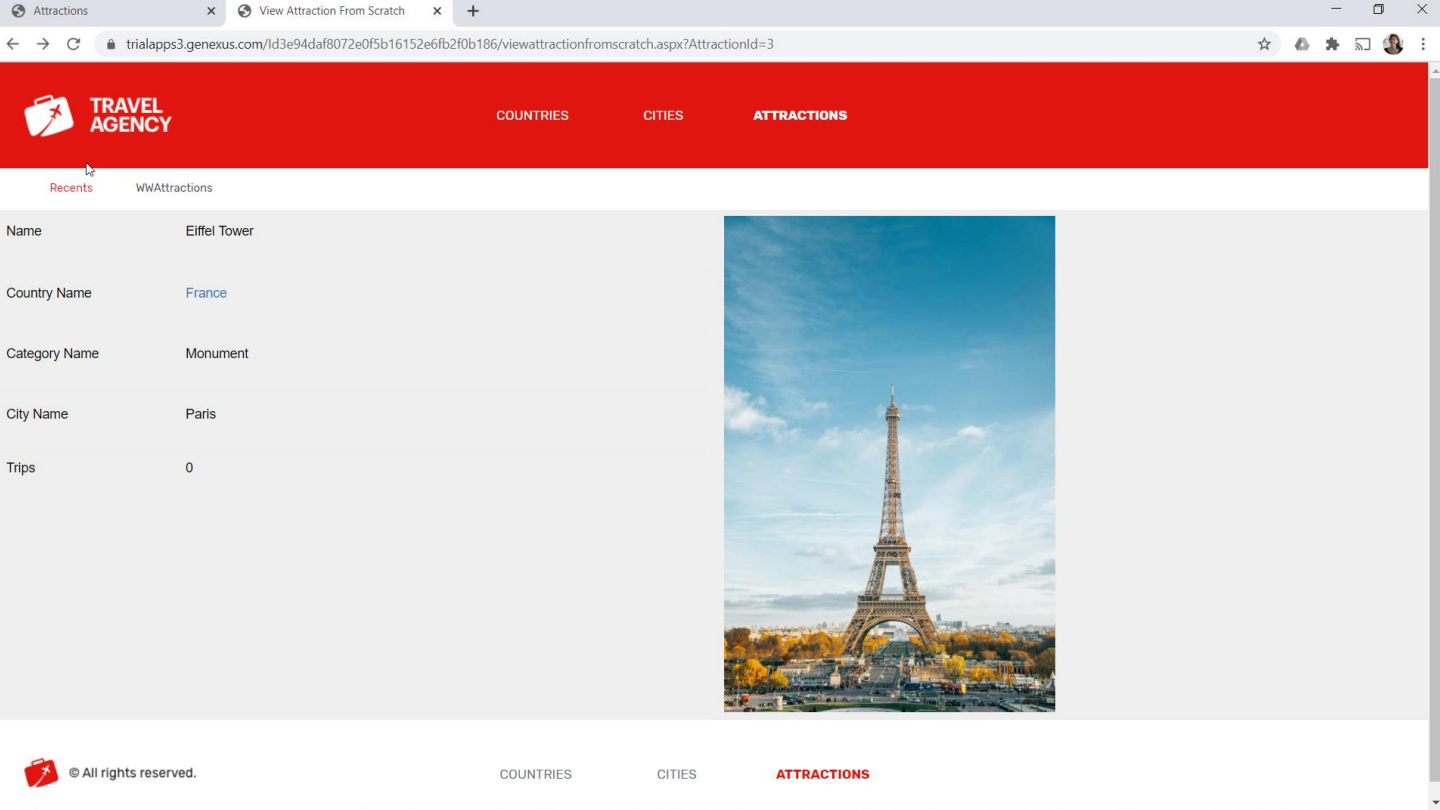 Attractions
View Attraction From Scratch
trialapps3.genexus.com/Id3e94daf8072e0f5b16152e6fb2f0b186/viewattractionfromscratch.aspx?AttractionId=3
TRAVEL
AGENCY
COUNTRIES
CITIES
ATTRACTIONS
Recents
WWAttractions
Name
Eiffel Tower
Country Name
France
Category Name
Monument
City Name
Paris
Trips
0
© All rights reserved.
COUNTRIES
CITIES
ATTRACTIONS